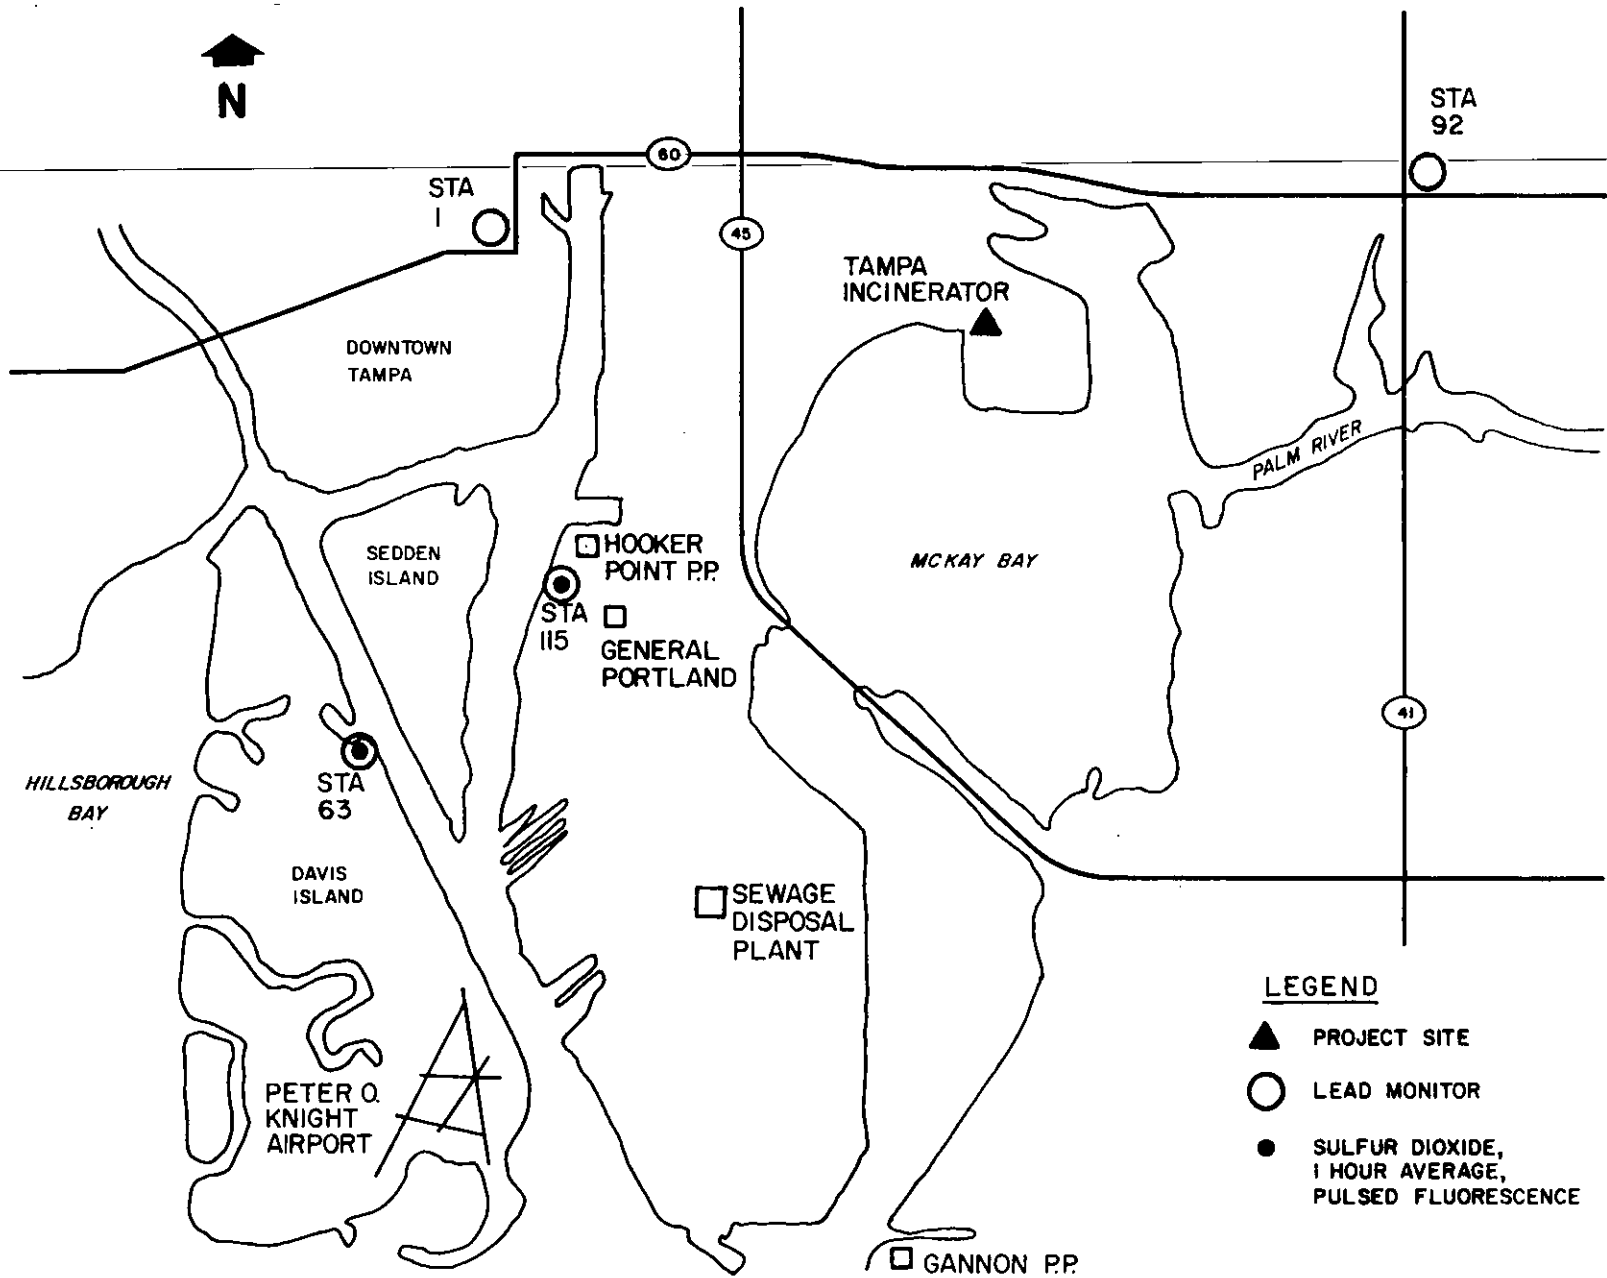 N
STA
92
60
STA
1
45
TAMPA
INCINERATOR
DOWNTOWN
TAMPA
PALM RIVER
SEDDEN
ISLAND
HOOKER
POINT P.P.
MCKAY BAY
STA
115
GENERAL
PORTLAND
41
HILLSBOROUGH
BAY
STA
63
DAVIS
ISLAND
SEWAGE
DISPOSAL
PLANT
PETER O.
KNIGHT
AIRPORT
LEGEND
PROJECT SITE
LEAD MONITOR
SULFUR DIOXIDE,
1 HOUR AVERAGE,
PULSED FLUORESCENCE
GANNON P.P.